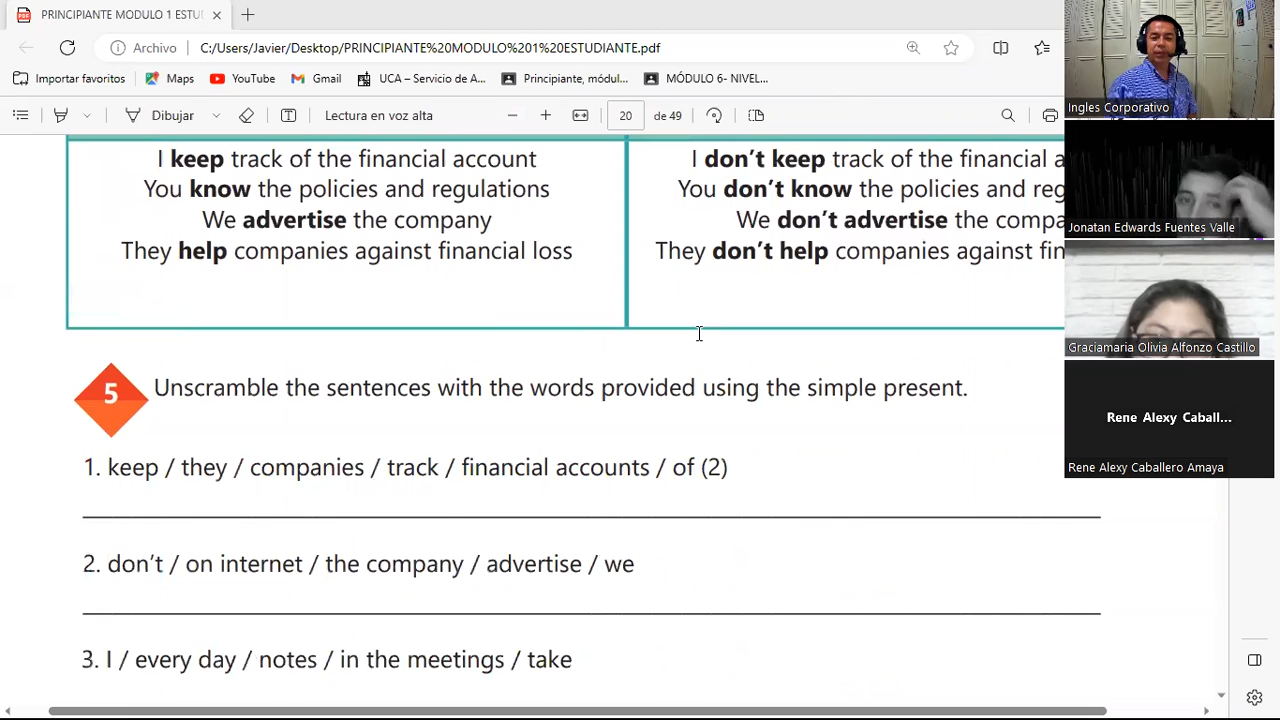 PRINCIPIANTE MODULO 1 ESTU
Archivo C:/Users/Javier/Desktop/PRINCIPIANTE%20MODULO%201%20ESTUDIANTE.pdf
Importar favoritos Maps YouTube Gmail UCA – Servicio de A... Principiante, módul... MÓDULO 6- NIVEL...
Dibujar Lectura en voz alta 20 de 49
I keep track of the financial account
You know the policies and regulations
We advertise the company
They help companies against financial loss
I don't keep track of the financial a
You don't know the policies and reg
We don't advertise the compa
They don't help companies against fin
5 Unscramble the sentences with the words provided using the simple present.
1. keep / they / companies / track / financial accounts / of (2)
2. don't / on internet / the company / advertise / we
3. I / every day / notes / in the meetings / take
Ingles Corporativo
Jonatan Edwards Fuentes Valle
Graciamaria Olivia Alfonzo Castillo
Rene Alexy Caball...
Rene Alexy Caballero Amaya